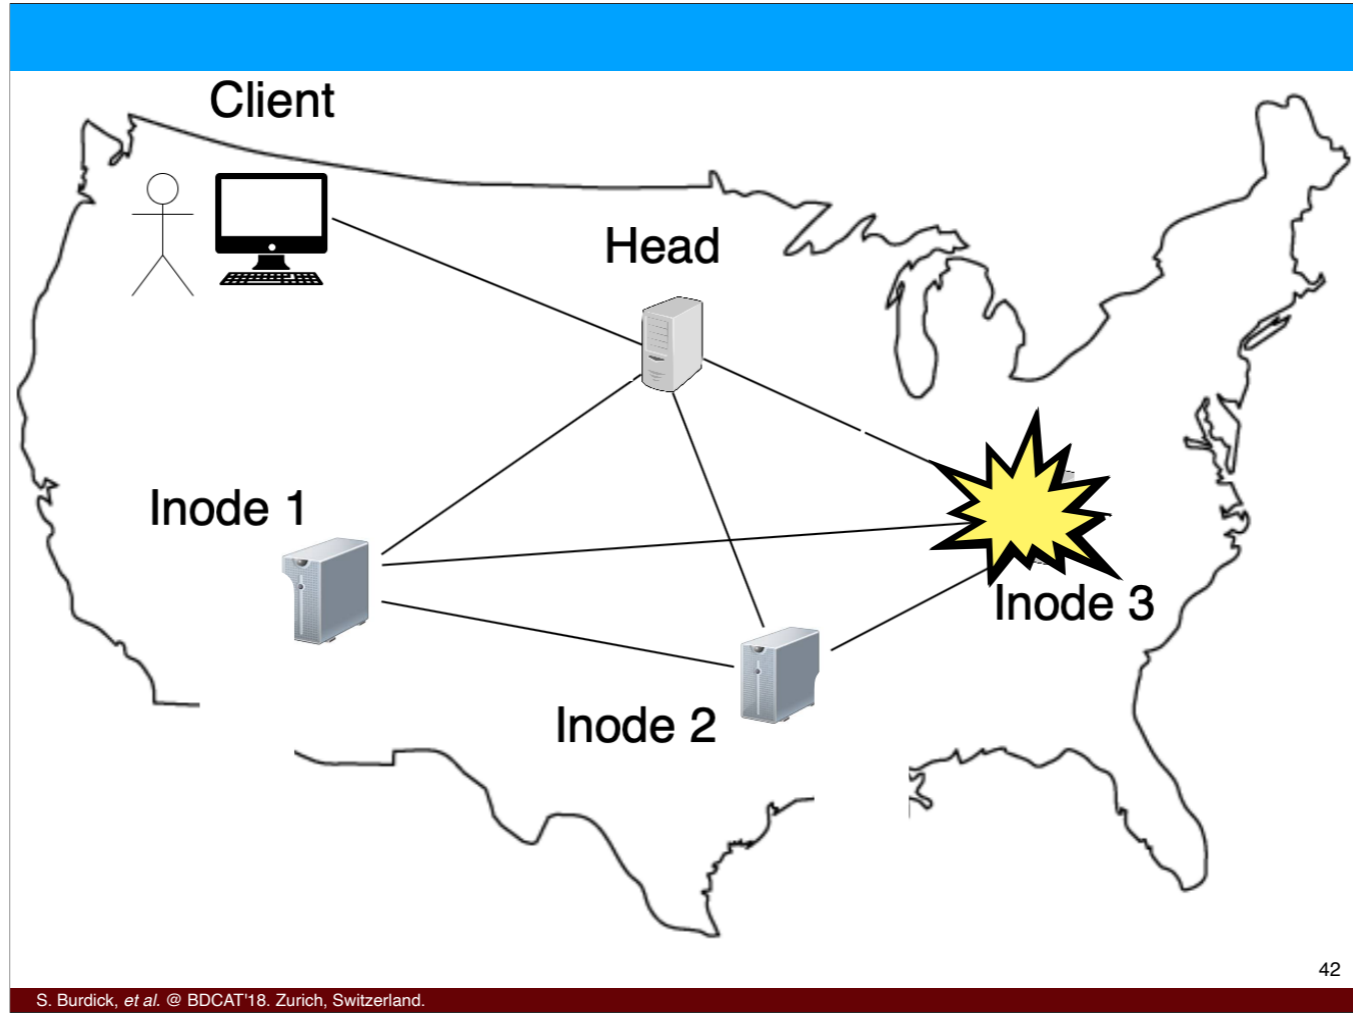 Client
Head
Inode 1
Inode 3
Inode 2
42
S. Burdick, et al. @ BDCAT'18. Zurich, Switzerland.